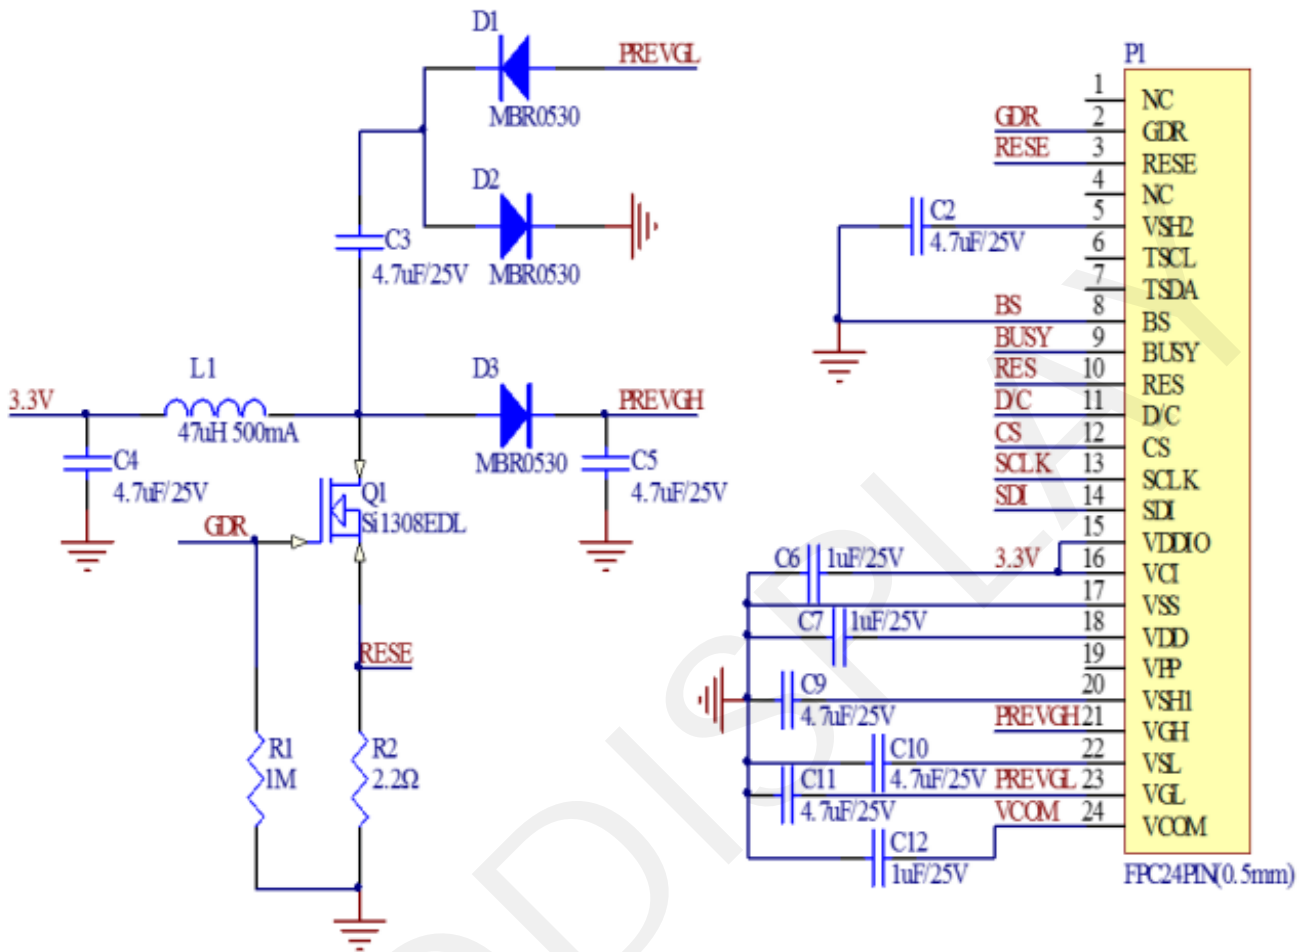 D1
PREVGL
MBR0530
D2
MBR0530
C3
4.7uF/25V
L1
3.3V
47uH 500mA
D3
PREVGH
MBR0530
C4
4.7uF/25V
C5
4.7uF/25V
Q1
Si1308EDL
GDR
RESE
R1
1M
R2
2.2Ω
P1
1 NC
GDR 2 GDR
RESE 3 RESE
4 NC
C2 5 VSH2
4.7uF/25V
6 TSCL
7 TSDA
BS 8 BS
BUSY 9 BUSY
RES 10 RES
D/C 11 D/C
CS 12 CS
SCLK 13 SCLK
SDI 14 SDI
15 VDDIO
C6 1uF/25V 3.3V 16 VCI
17 VSS
C7 1uF/25V 18 VDD
19 VPP
C9 20 VSH1
4.7uF/25V PREVGH 21 VGH
C10 22 VSL
4.7uF/25V
C11 PREVGL 23 VGL
4.7uF/25V
VCOM 24 VCOM
C12
1uF/25V
FPC24PIN(0.5mm)
DISPLAY